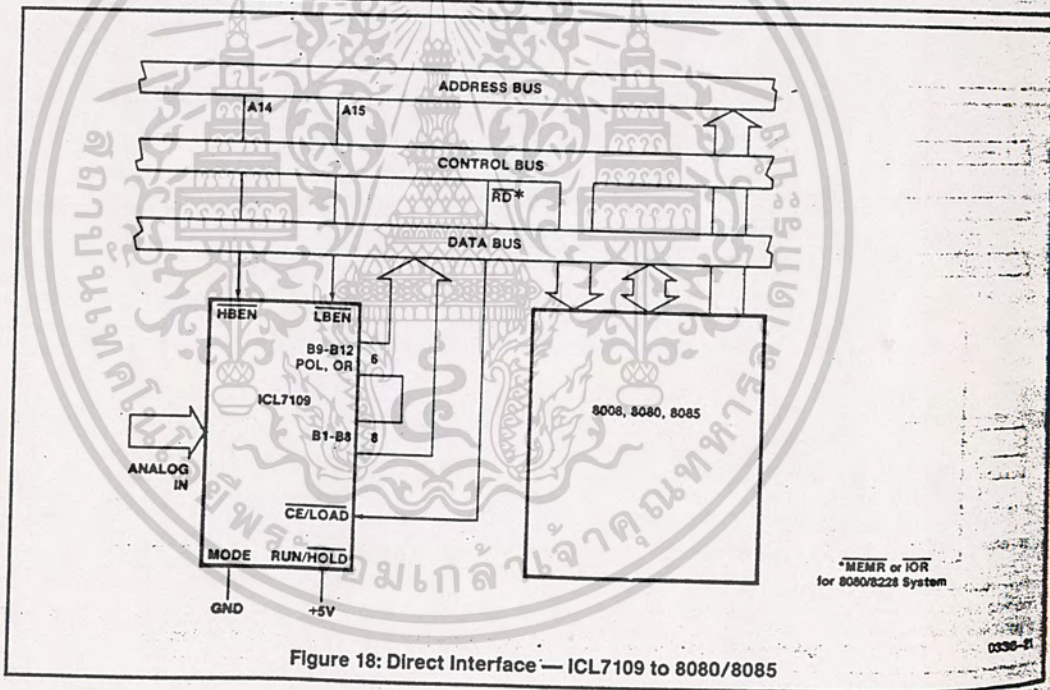 ADDRESS BUS
A14
A15
CONTROL BUS
RD*
DATA BUS
HBEN
LBEN
B9-B12
POL, OR
6
ICL7109
8008, 8080, 8085
B1-B8
8
ANALOG
IN
CE/LOAD
MODE
RUN/HOLD
GND
+5V
*MEMR or IOR
for 8080/8228 System
0336-21
Figure 18: Direct Interface — ICL7109 to 8080/8085